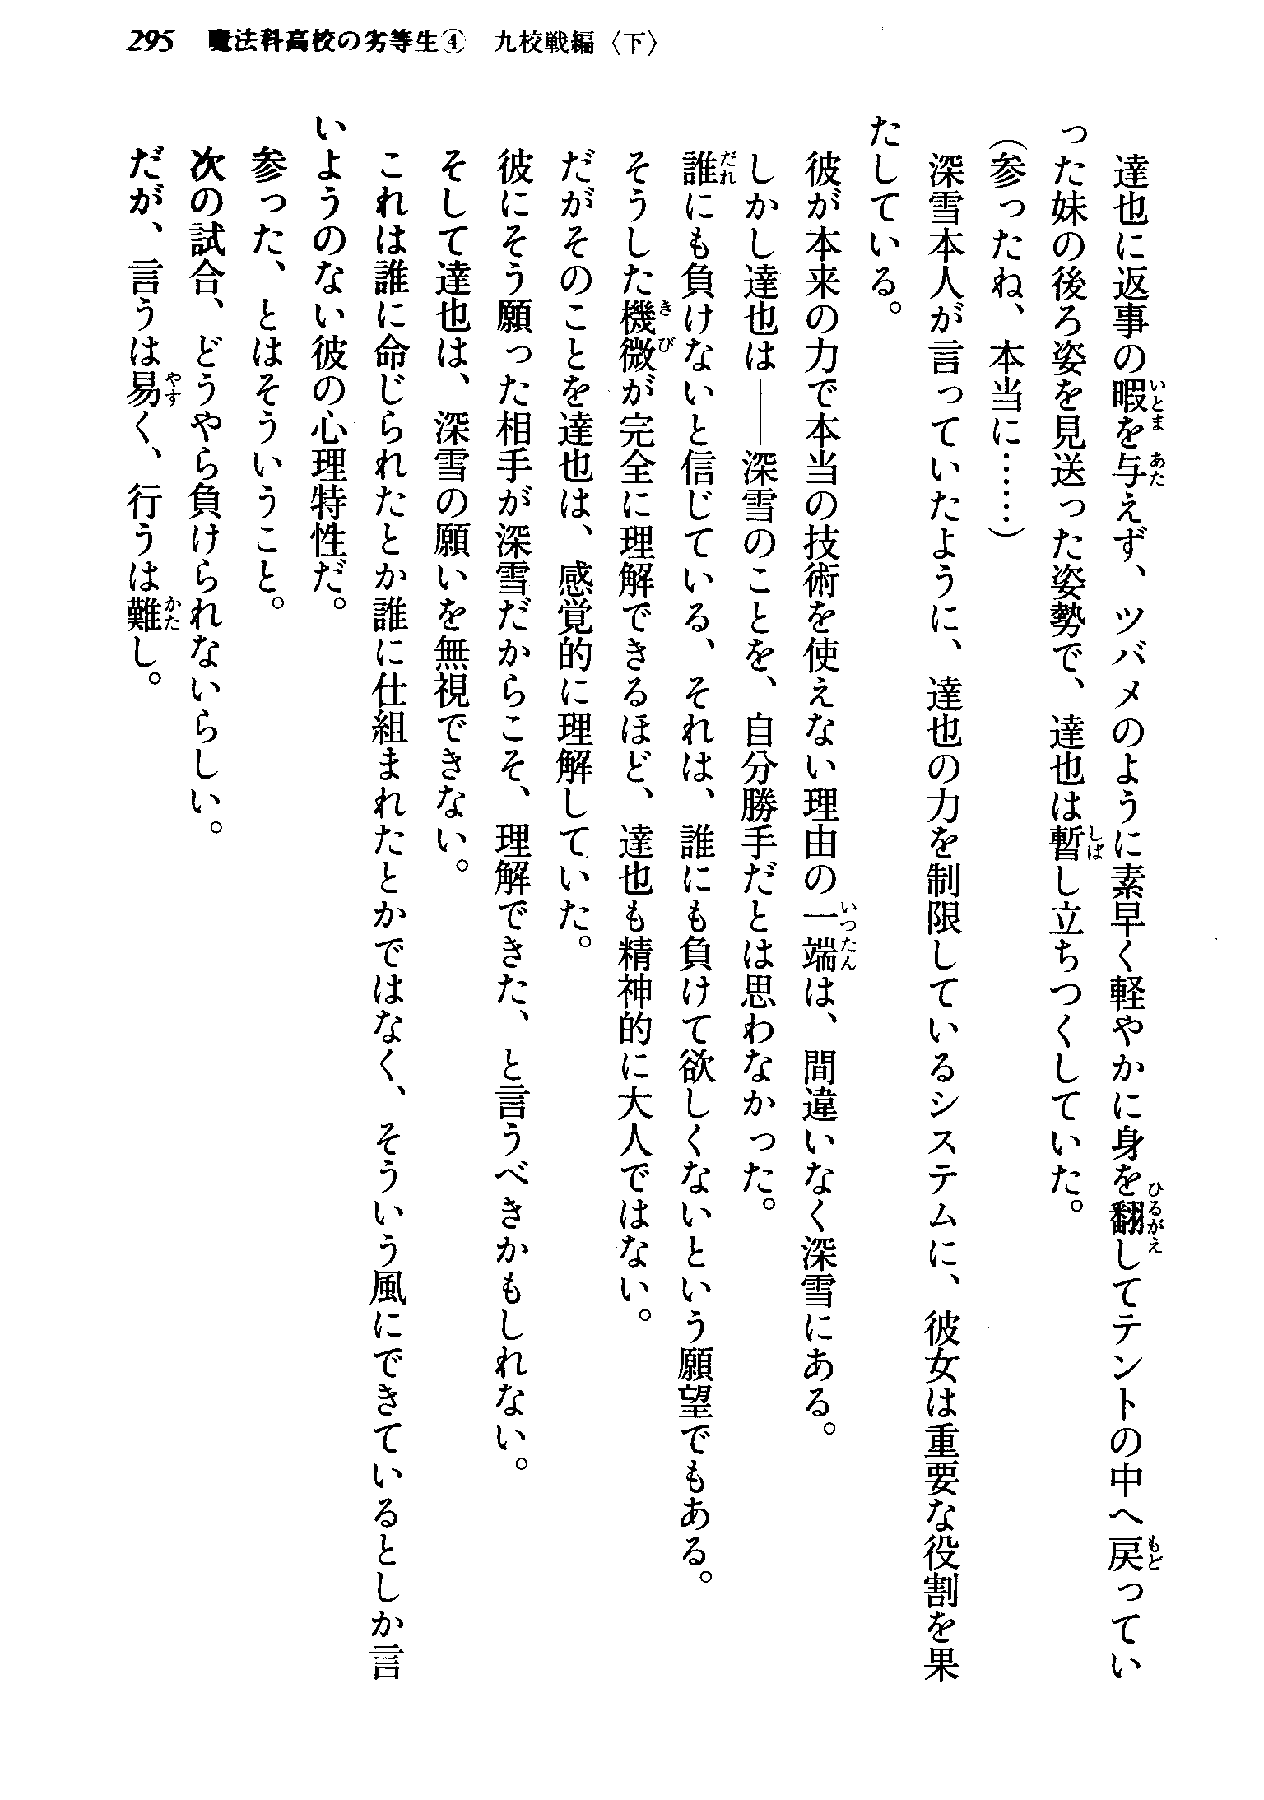 295 魔法科高校の劣等生④ 九校戦編〈下〉
達也に返事の暇を与えず、ツバメのように素早く軽やかに身を翻してテントの中へ戻ってい
った妹の後ろ姿を見送った姿勢で、達也は暫し立ちつくしていた。
(参ったね、本当に……)
深雪本人が言っていたように、達也の力を制限しているシステムに、彼女は重要な役割を果
たしている。
彼が本来の力で本当の技術を使えない理由の一端は、間違いなく深雪にある。
しかし達也は――深雪のことを、自分勝手だとは思わなかった。
誰にも負けないと信じている、それは、誰にも負けて欲しくないという願望でもある。
そうした機微が完全に理解できるほど、達也も精神的に大人ではない。
だがそのことを達也は、感覚的に理解していた。
彼にそう願った相手が深雪だからこそ、理解できた、と言うべきかもしれない。
そして達也は、深雪の願いを無視できない。
これは誰に命じられたとか誰に仕組まれたとかではなく、そういう風にできているとしか言
いようのない彼の心理特性だ。
参った、とはそういうこと。
次の試合、どうやら負けられないらしい。
だが、言うは易く、行うは難し。